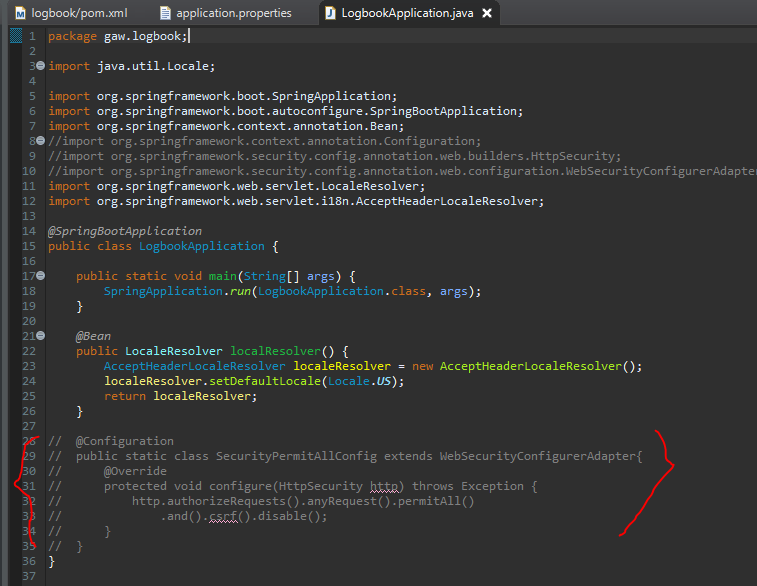 logbook/pom.xml application.properties LogbookApplication.java
1 package gaw.logbook;
2
3 import java.util.Locale;
4
5 import org.springframework.boot.SpringApplication;
6 import org.springframework.boot.autoconfigure.SpringBootApplication;
7 import org.springframework.context.annotation.Bean;
8 //import org.springframework.context.annotation.Configuration;
9 //import org.springframework.security.config.annotation.web.builders.HttpSecurity;
10 //import org.springframework.security.config.annotation.web.configuration.WebSecurityConfigurerAdapter
11 import org.springframework.web.servlet.LocaleResolver;
12 import org.springframework.web.servlet.i18n.AcceptHeaderLocaleResolver;
13
14 @SpringBootApplication
15 public class LogbookApplication {
16
17     public static void main(String[] args) {
18         SpringApplication.run(LogbookApplication.class, args);
19     }
20
21     @Bean
22     public LocaleResolver localResolver() {
23         AcceptHeaderLocaleResolver localeResolver = new AcceptHeaderLocaleResolver();
24         localeResolver.setDefaultLocale(Locale.US);
25         return localeResolver;
26     }
27
28 //  @Configuration
29 //  public static class SecurityPermitAllConfig extends WebSecurityConfigurerAdapter{
30 //      @Override
31 //      protected void configure(HttpSecurity http) throws Exception {
32 //          http.authorizeRequests().anyRequest().permitAll()
33 //              .and().csrf().disable();
34 //      }
35 //  }
36 }
37